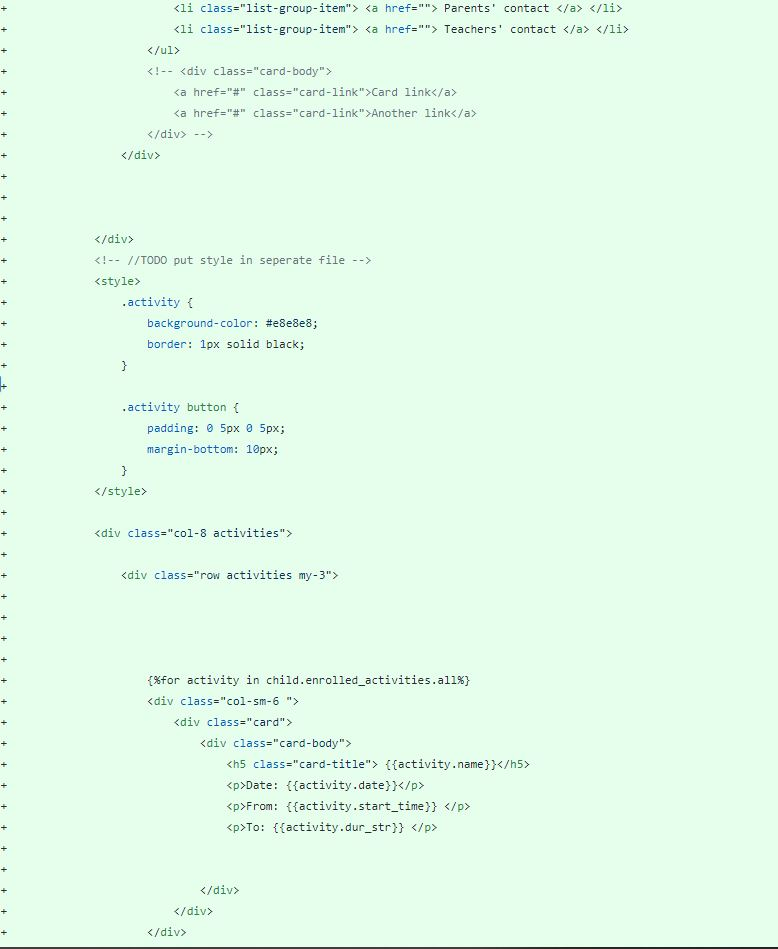 + <li class="list-group-item"> <a href=""> Parents' contact </a> </li>
+ <li class="list-group-item"> <a href=""> Teachers' contact </a> </li>
+ </ul>
+ <!-- <div class="card-body">
+ <a href="#" class="card-link">Card link</a>
+ <a href="#" class="card-link">Another link</a>
+ </div> -->
+ </div>
+
+
+
+ </div>
+ <!-- //TODO put style in seperate file -->
+ <style>
+ .activity {
+ background-color: #e8e8e8;
+ border: 1px solid black;
+ }
+
+ .activity button {
+ padding: 0 5px 0 5px;
+ margin-bottom: 10px;
+ }
+ </style>
+
+ <div class="col-8 activities">
+
+ <div class="row activities my-3">
+
+
+
+
+ {%for activity in child.enrolled_activities.all%}
+ <div class="col-sm-6 ">
+ <div class="card">
+ <div class="card-body">
+ <h5 class="card-title"> {{activity.name}}</h5>
+ <p>Date: {{activity.date}}</p>
+ <p>From: {{activity.start_time}} </p>
+ <p>To: {{activity.dur_str}} </p>
+
+
+ </div>
+ </div>
+ </div>